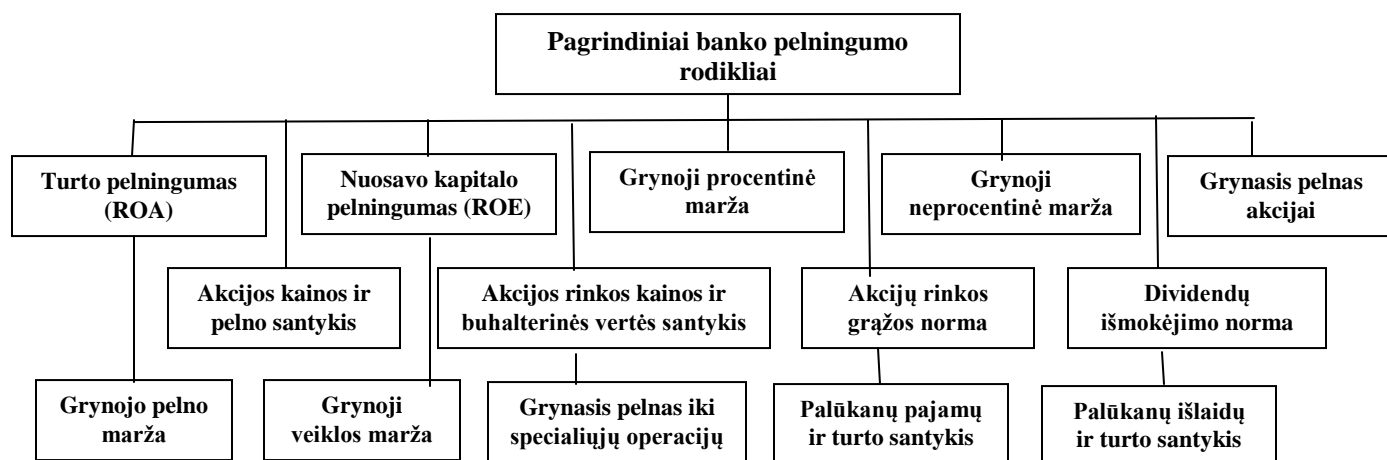 Pagrindiniai banko pelningumo
rodikliai
Turto pelningumas
(ROA)
Nuosavo kapitalo
pelningumas (ROE)
Grynoji procentinė
marža
Grynoji
neprocentinė marža
Grynasis pelnas
akcijai
Akcijos kainos ir
pelno santykis
Akcijos rinkos kainos ir
buhalterinės vertės santykis
Akcijų rinkos
grąžos norma
Dividendų
išmokėjimo norma
Grynojo pelno
marža
Grynoji
veiklos marža
Grynasis pelnas iki
specialiųjų operacijų
Palūkanų pajamų
ir turto santykis
Palūkanų išlaidų
ir turto santykis